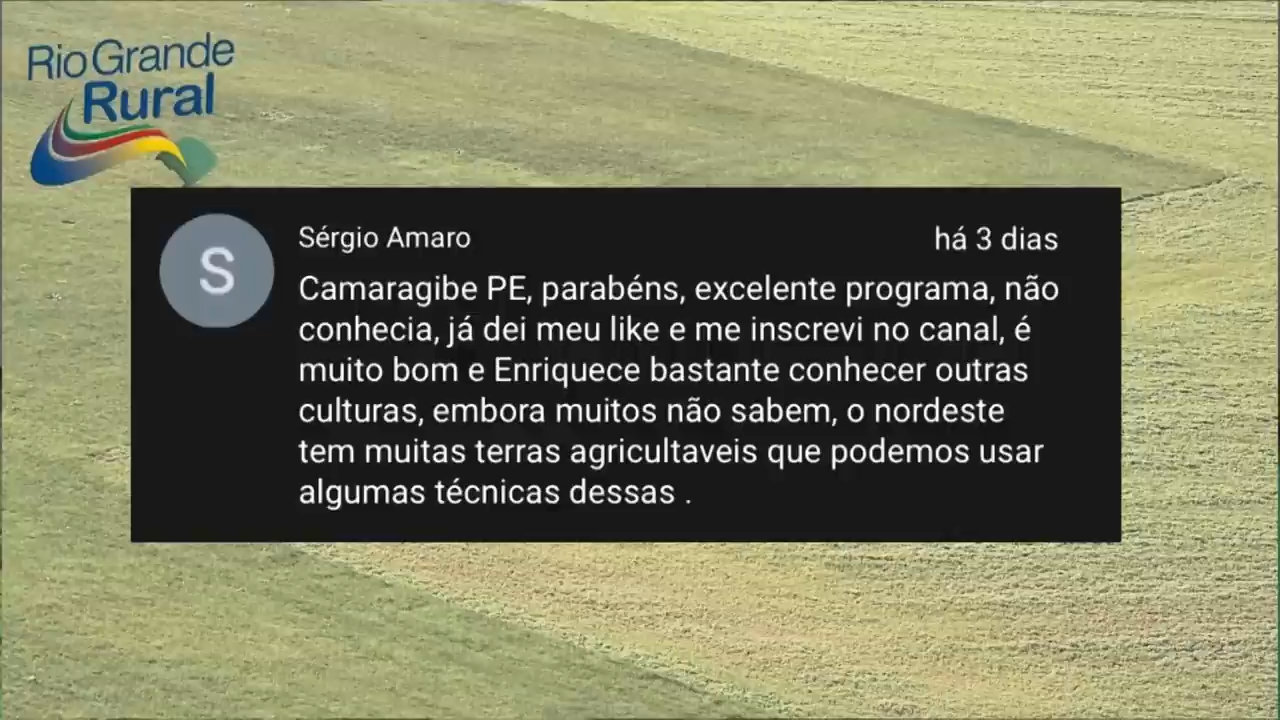 Rio Grande
Rural
S
Sérgio Amaro
há 3 dias
Camaragibe PE, parabéns, excelente programa, não
conhecia, já dei meu like e me inscrevi no canal, é
muito bom e Enriquece bastante conhecer outras
culturas, embora muitos não sabem, o nordeste
tem muitas terras agricultaveis que podemos usar
algumas técnicas dessas .